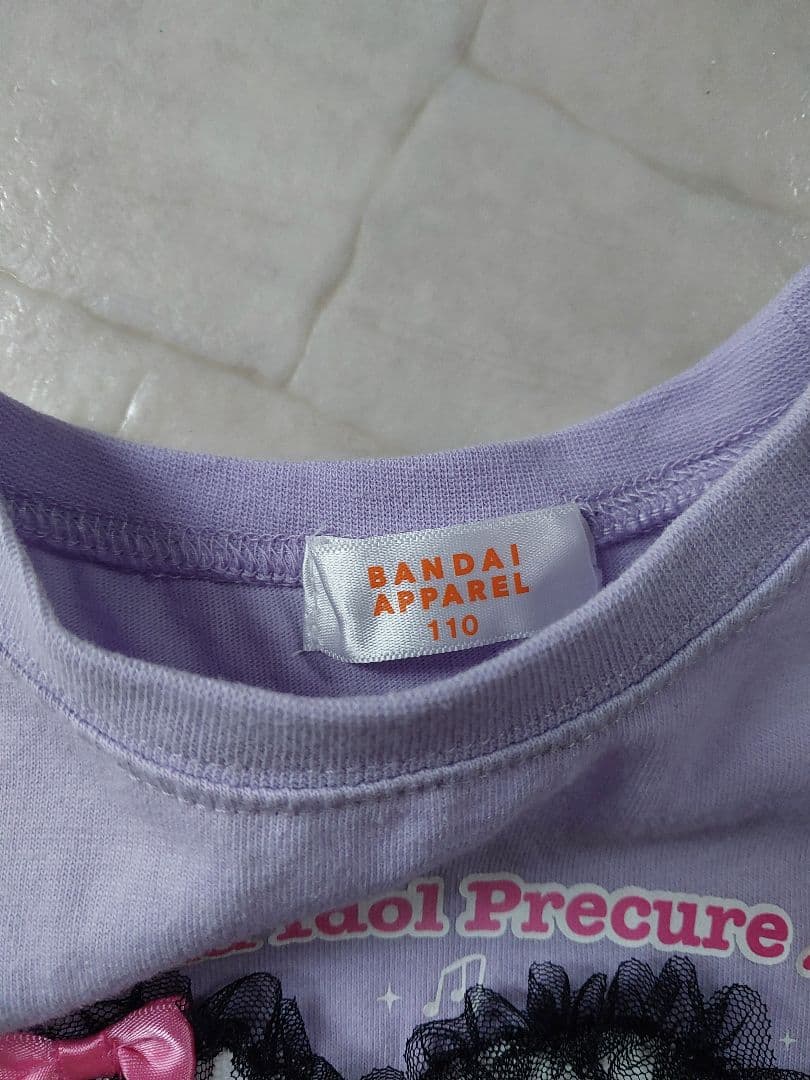 BANDAI
APPAREL
110
Idol Precure